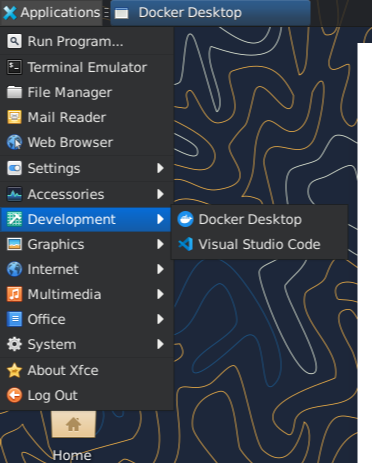 Applications
Docker Desktop
Run Program...
Terminal Emulator
File Manager
Mail Reader
Web Browser
Settings
Accessories
Development
Docker Desktop
Visual Studio Code
Graphics
Internet
Multimedia
Office
System
About Xfce
Log Out
Home